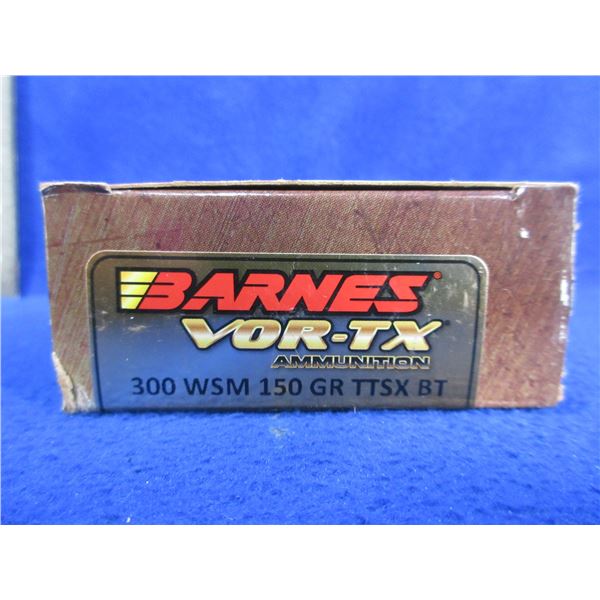 BARNES®
VOR-TX
AMMUNITION
300 WSM 150 GR TTSX BT